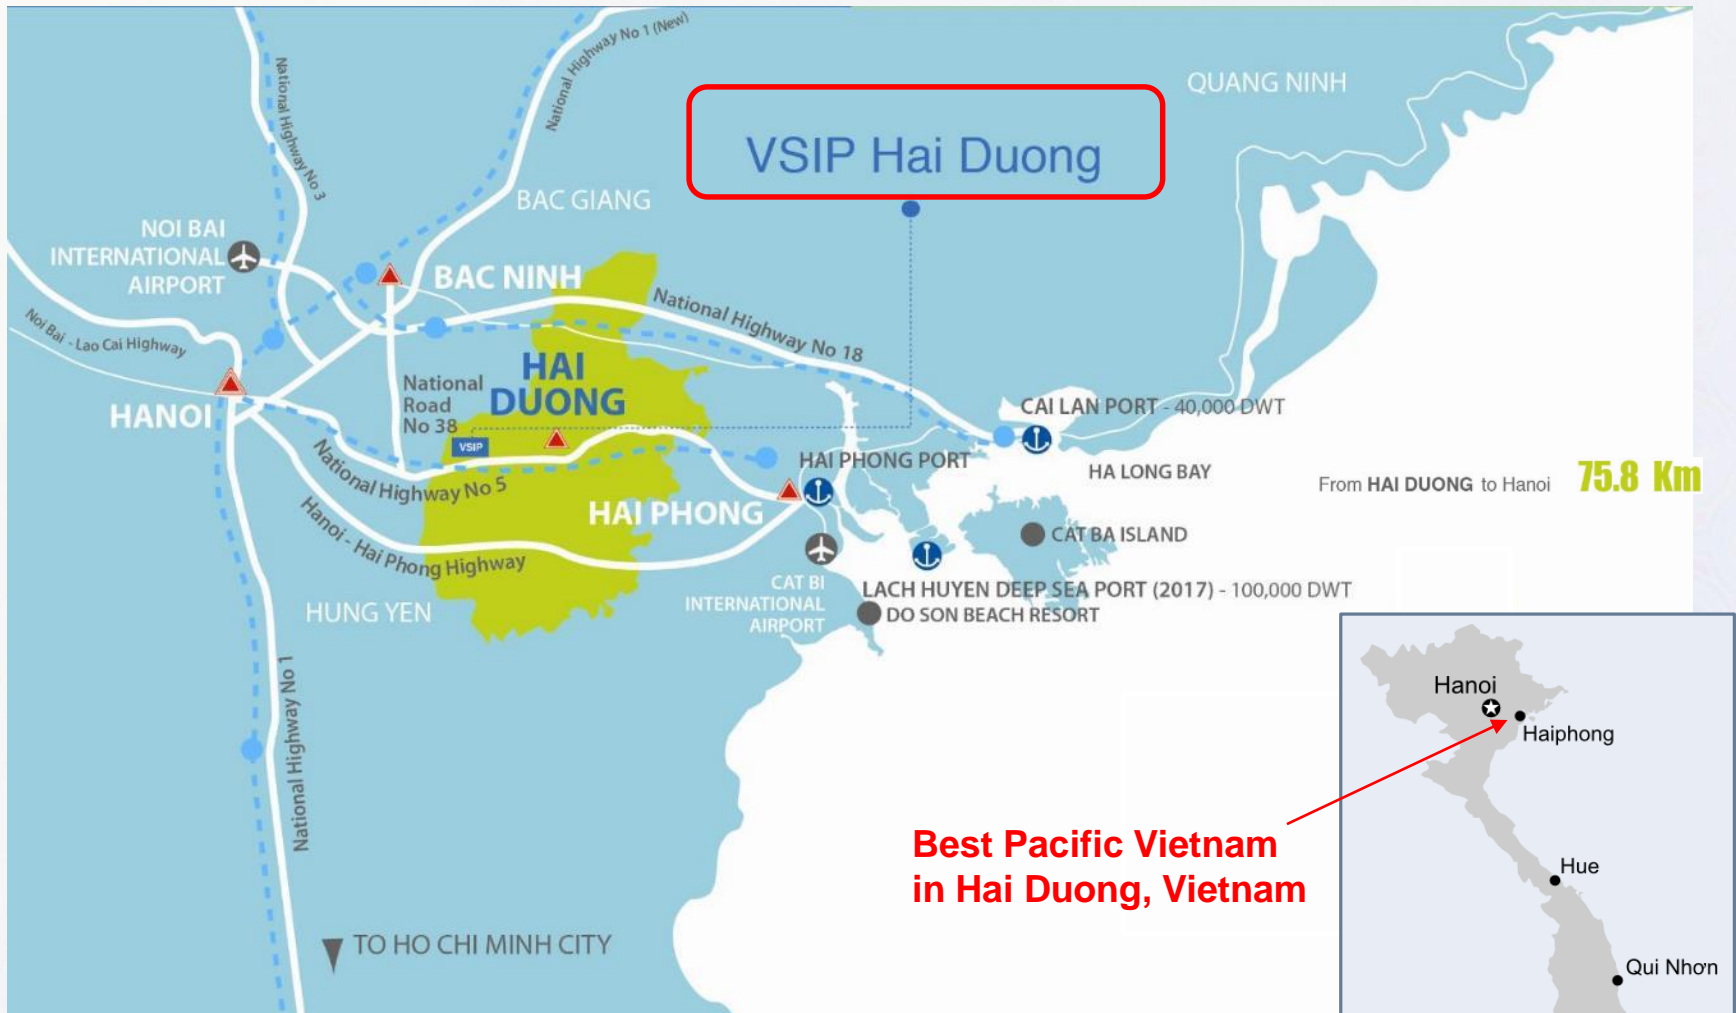 National Highway No 1 (New)
QUANG NINH
National Highway No 3
VSIP Hai Duong
BAC GIANG
NOI BAI
INTERNATIONAL
AIRPORT
BAC NINH
National Highway No 18
Noi Bai - Lao Cai Highway
HAI
DUONG
National
Road
No 38
HANOI
CAI LAN PORT - 40,000 DWT
VSIP
HAI PHONG PORT
HA LONG BAY
National Highway No 5
From HAI DUONG to Hanoi 75.8 Km
HAI PHONG
Hanoi - Hai Phong Highway
CAT BA ISLAND
CAT BI
INTERNATIONAL
AIRPORT
LACH HUYEN DEEP SEA PORT (2017) - 100,000 DWT
DO SON BEACH RESORT
HUNG YEN
National Highway No 1
Hanoi
Haiphong
Best Pacific Vietnam
in Hai Duong, Vietnam
Hue
Qui Nhơn
TO HO CHI MINH CITY